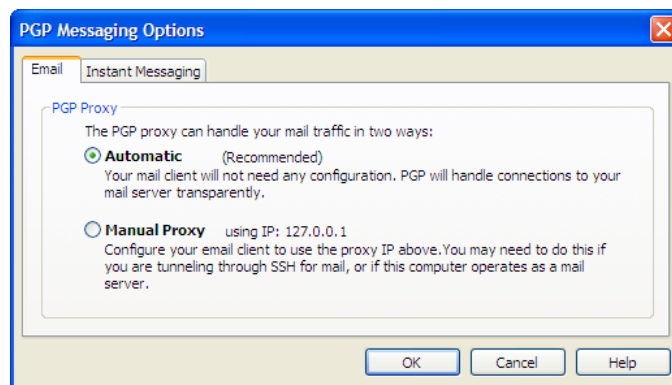 PGP Messaging Options
Email Instant Messaging
PGP Proxy
The PGP proxy can handle your mail traffic in two ways:
Automatic (Recommended)
Your mail client will not need any configuration. PGP will handle connections to your
mail server transparently.
Manual Proxy using IP: 127.0.0.1
Configure your email client to use the proxy IP above.You may need to do this if
you are tunneling through SSH for mail, or if this computer operates as a mail
server.
OK Cancel Help